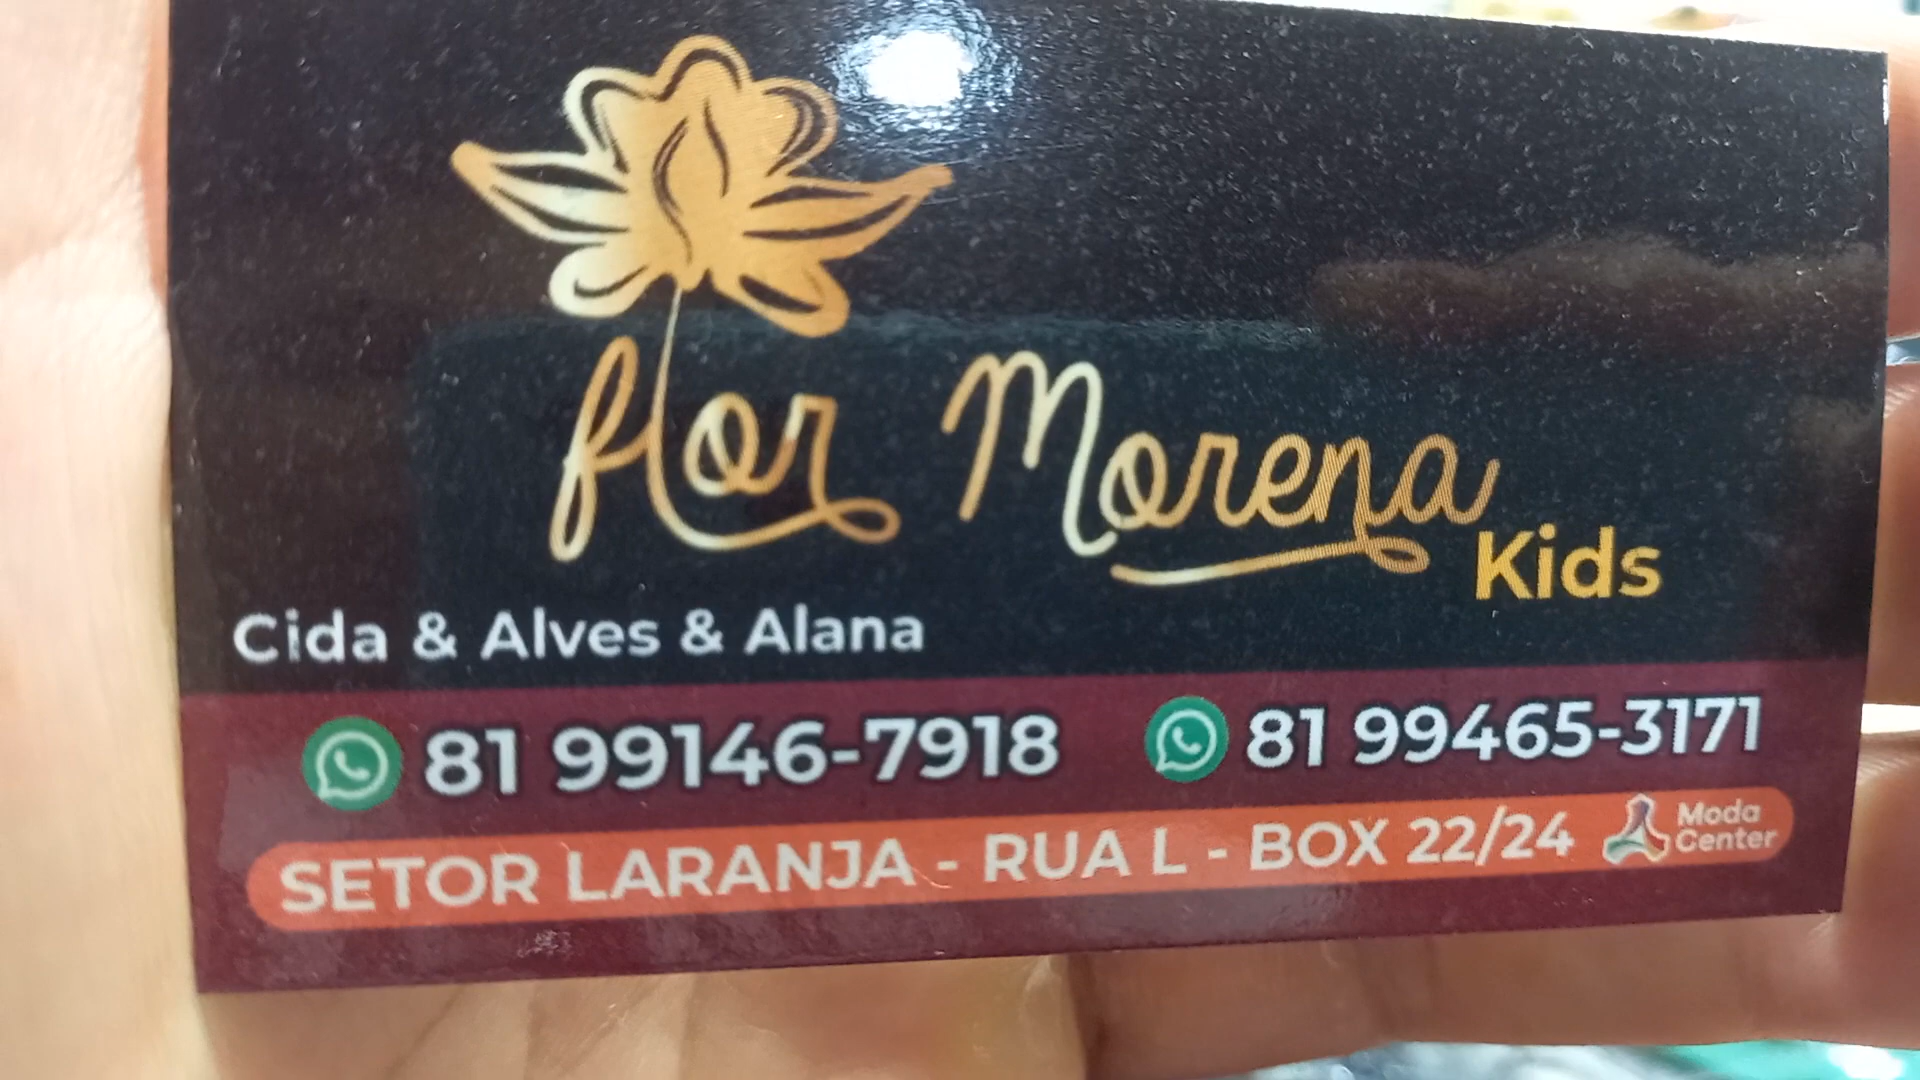 flor Morena
Kids
Cida & Alves & Alana
81 99146-7918
81 99465-3171
SETOR LARANJA - RUA L - BOX 22/24
Moda
Center